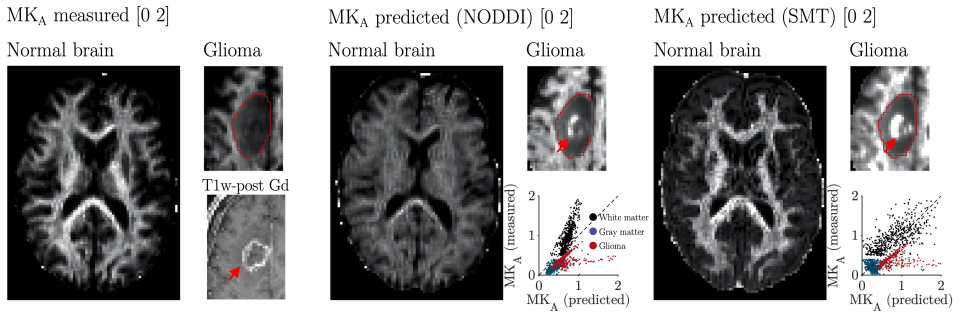 MK_A measured [0 2]
Normal brain
Glioma
T1w-post Gd
MK_A predicted (NODDI) [0 2]
Normal brain
Glioma
MK_A (measured)
2
1
0
White matter
Gray matter
Glioma
0 1 2
MK_A (predicted)
MK_A predicted (SMT) [0 2]
Normal brain
Glioma
MK_A (measured)
2
1
0
0 1 2
MK_A (predicted)